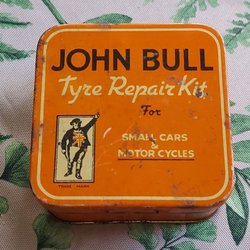 JOHN BULL
Tyre Repair Kit
For
SMALL CARS
&
MOTOR CYCLES
TRADE MARK